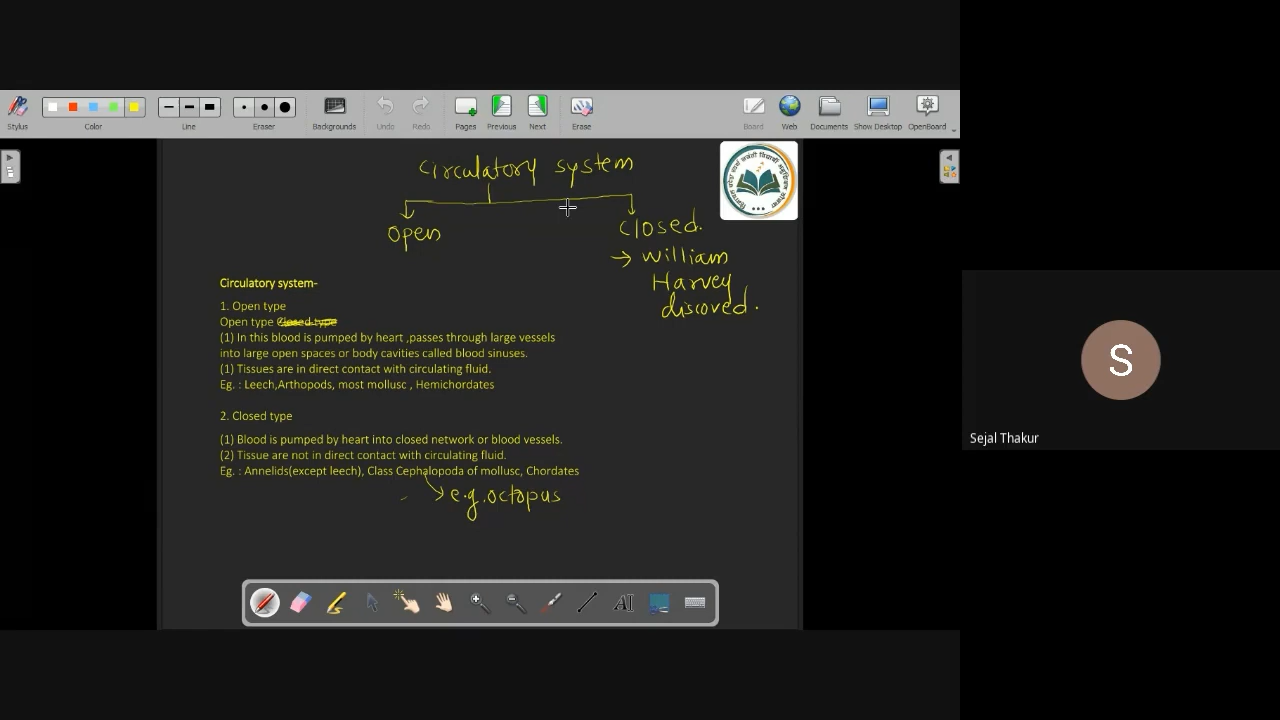 Stylus
Color
Line
Eraser
Backgrounds
Undo
Redo
Pages
Previous
Next
Erase
Board
Web
Documents
Show Desktop
OpenBoard
Circulatory system
Open
Closed.
→ William
Harvey
discoved.
Circulatory system-
1. Open type
Open type Closed type
(1) In this blood is pumped by heart ,passes through large vessels
into large open spaces or body cavities called blood sinuses.
(1) Tissues are in direct contact with circulating fluid.
Eg. : Leech,Arthopods, most mollusc , Hemichordates
2. Closed type
(1) Blood is pumped by heart into closed network or blood vessels.
(2) Tissue are not in direct contact with circulating fluid.
Eg. : Annelids(except leech), Class Cephalopoda of mollusc, Chordates
e.g. octopus
S
Sejal Thakur